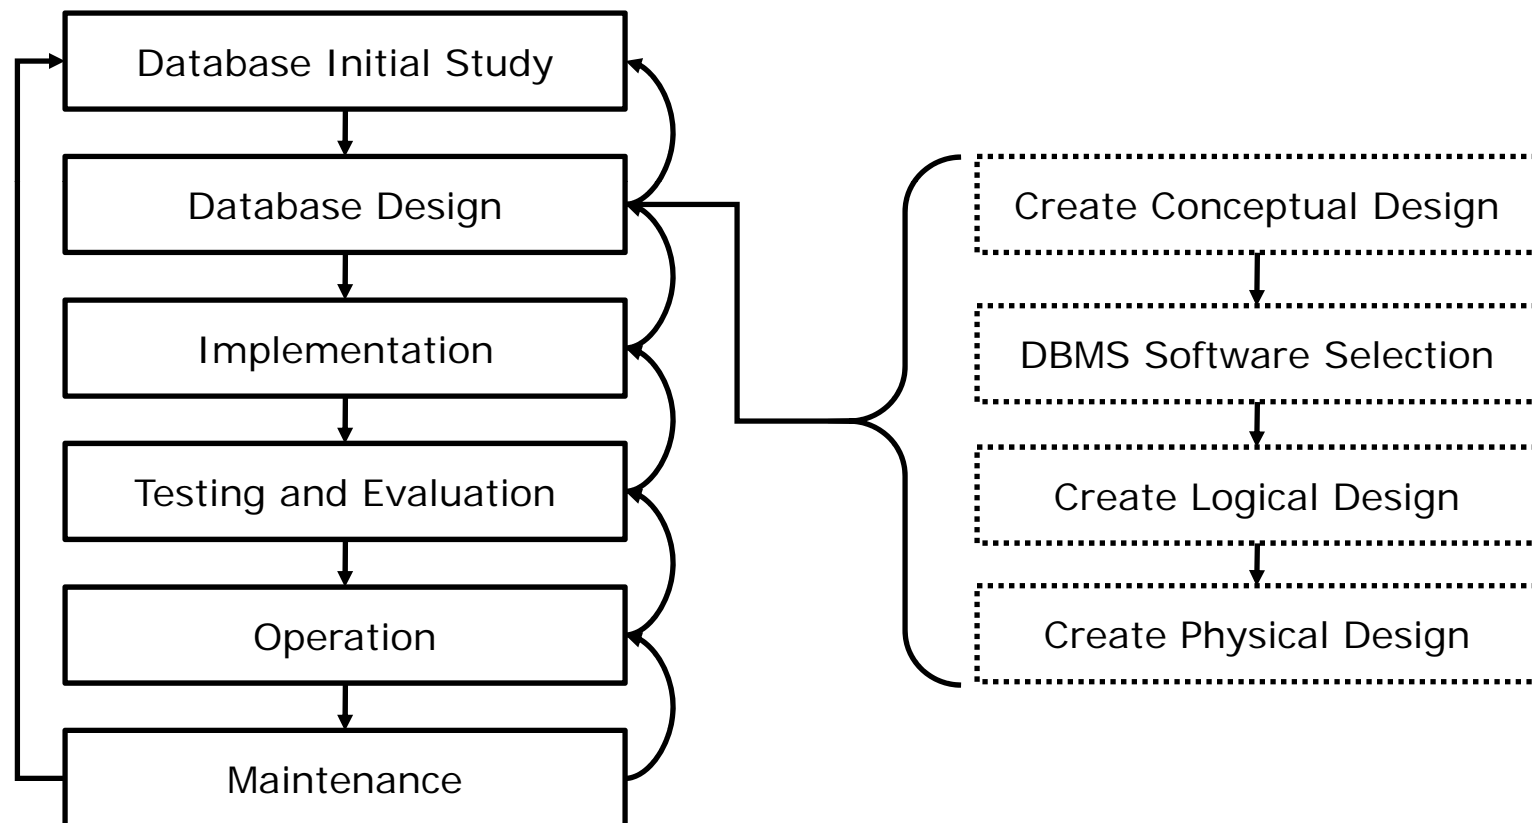 Database Initial Study
Database Design
Implementation
Testing and Evaluation
Operation
Maintenance
Create Conceptual Design
DBMS Software Selection
Create Logical Design
Create Physical Design